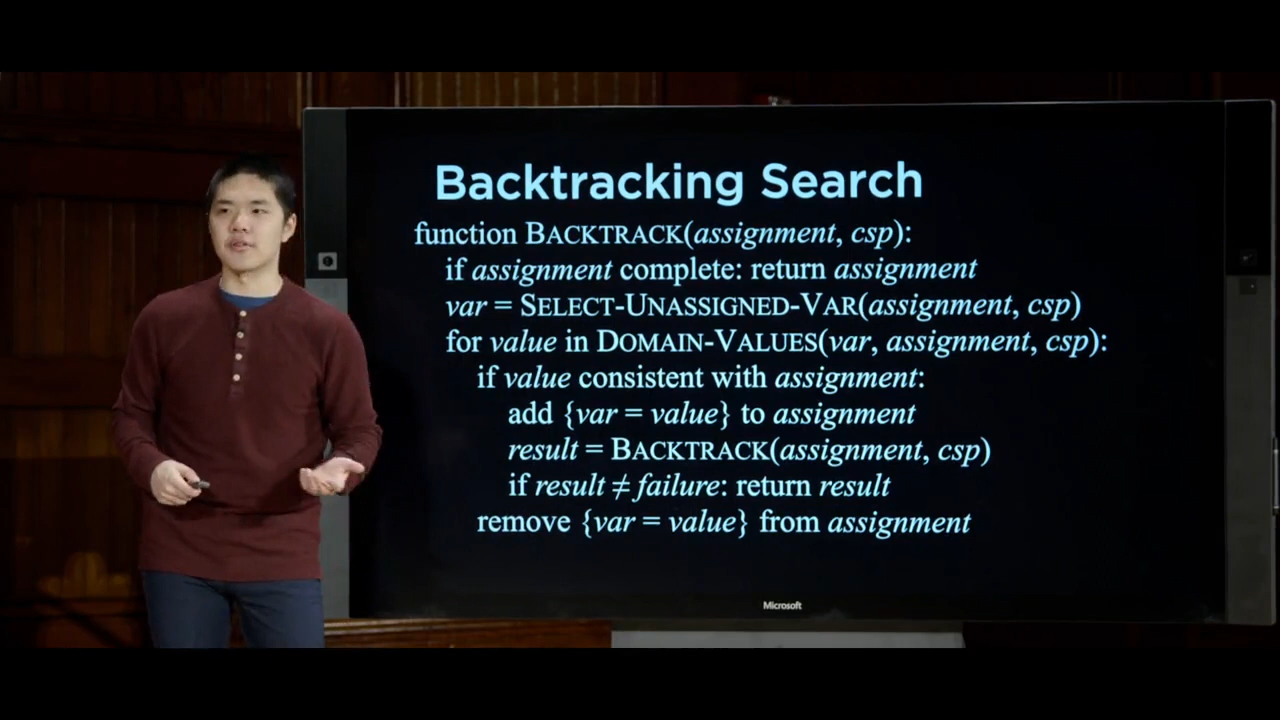 Backtracking Search
function BACKTRACK(assignment, csp):
if assignment complete: return assignment
var = SELECT-UNASSIGNED-VAR(assignment, csp)
for value in DOMAIN-VALUES(var, assignment, csp):
if value consistent with assignment:
add {var = value} to assignment
result = BACKTRACK(assignment, csp)
if result ≠ failure: return result
remove {var = value} from assignment
Microsoft